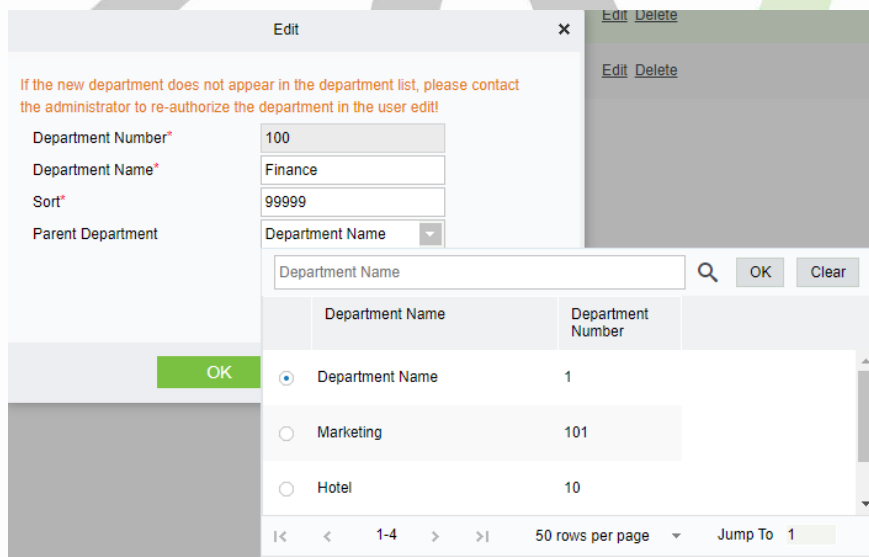 Edit
Edit Delete
Edit Delete
If the new department does not appear in the department list, please contact
the administrator to re-authorize the department in the user edit!
Department Number* 100
Department Name* Finance
Sort* 99999
Parent Department Department Name
Department Name OK Clear
Department Name Department
Number
OK
Department Name 1
Marketing 101
Hotel 10
1-4 50 rows per page Jump To 1